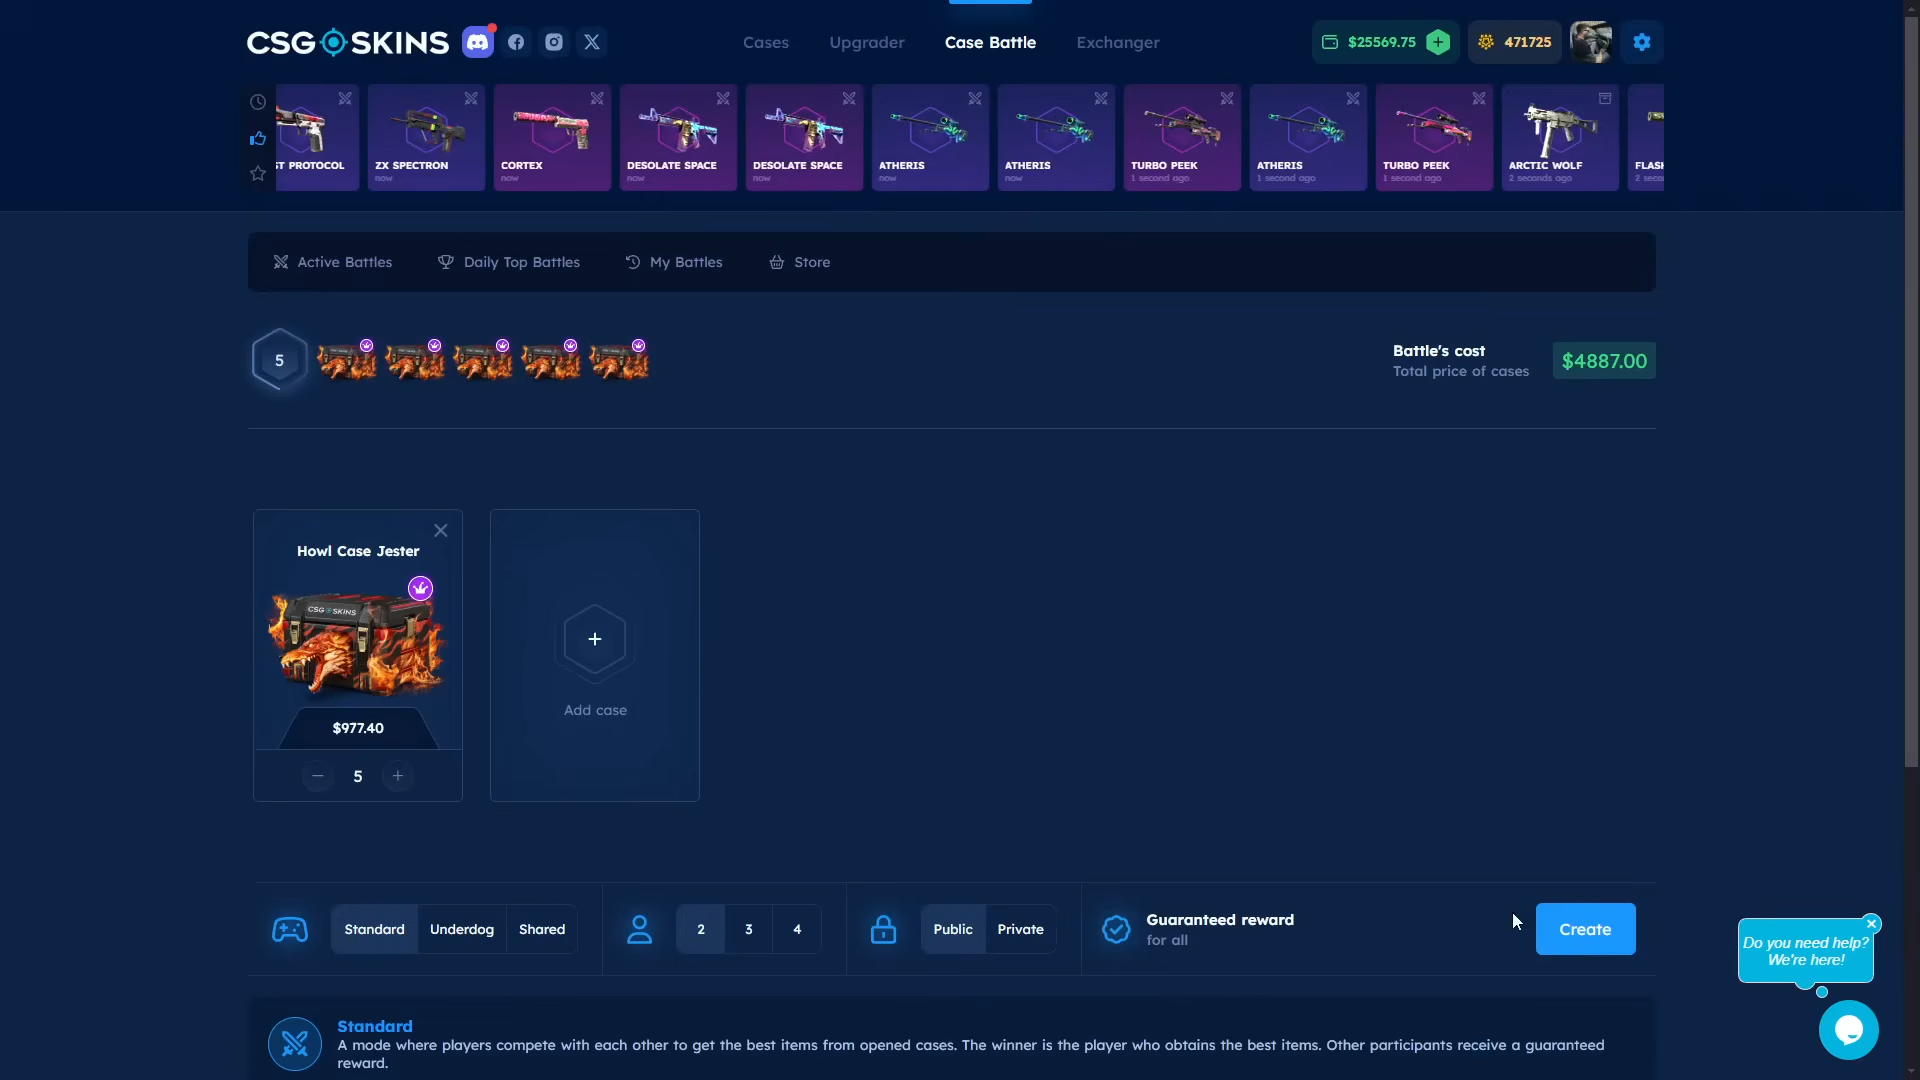 CSG SKINS
Cases
Upgrader
Case Battle
Exchanger
$25569.75
471725
ST PROTOCOL
ZX SPECTRON
now
CORTEX
now
DESOLATE SPACE
now
DESOLATE SPACE
now
ATHERIS
now
ATHERIS
now
TURBO PEEK
1 second ago
ATHERIS
1 second ago
TURBO PEEK
1 second ago
ARCTIC WOLF
2 seconds ago
FLASH
2 seco
Active Battles
Daily Top Battles
My Battles
Store
5
Battle's cost
Total price of cases
$4887.00
Howl Case Jester
CSG SKINS
$977.40
5
Add case
Standard
Underdog
Shared
2
3
4
Public
Private
Guaranteed reward
for all
Create
Do you need help?
We're here!
Standard
A mode where players compete with each other to get the best items from opened cases. The winner is the player who obtains the best items. Other participants receive a guaranteed
reward.